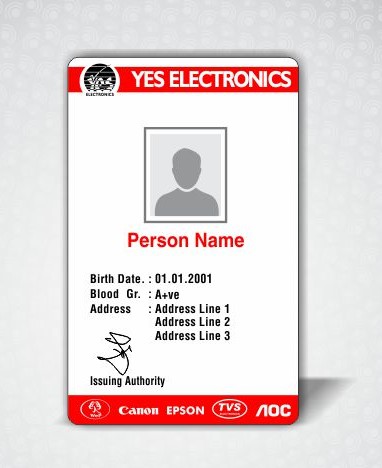 YES ELECTRONICS
ELECTRONICS
Person Name
Birth Date. : 01.01.2001
Blood Gr. : A+ve
Address : Address Line 1
Address Line 2
Address Line 3
Issuing Authority
Canon EPSON TVS AOC